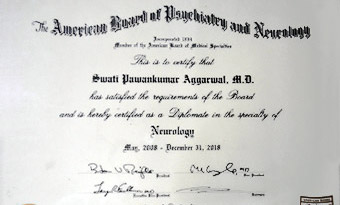 The American Board of Psychiatry and Neurology
Incorporated 1934
Member of the American Board of Medical Specialties
This is to certify that
Swati Pawankumar Aggarwal, M.D.
has satisfied the requirements of the Board
and is hereby certified as a Diplomate in the specialty of
Neurology
May, 2008 - December 31, 2018